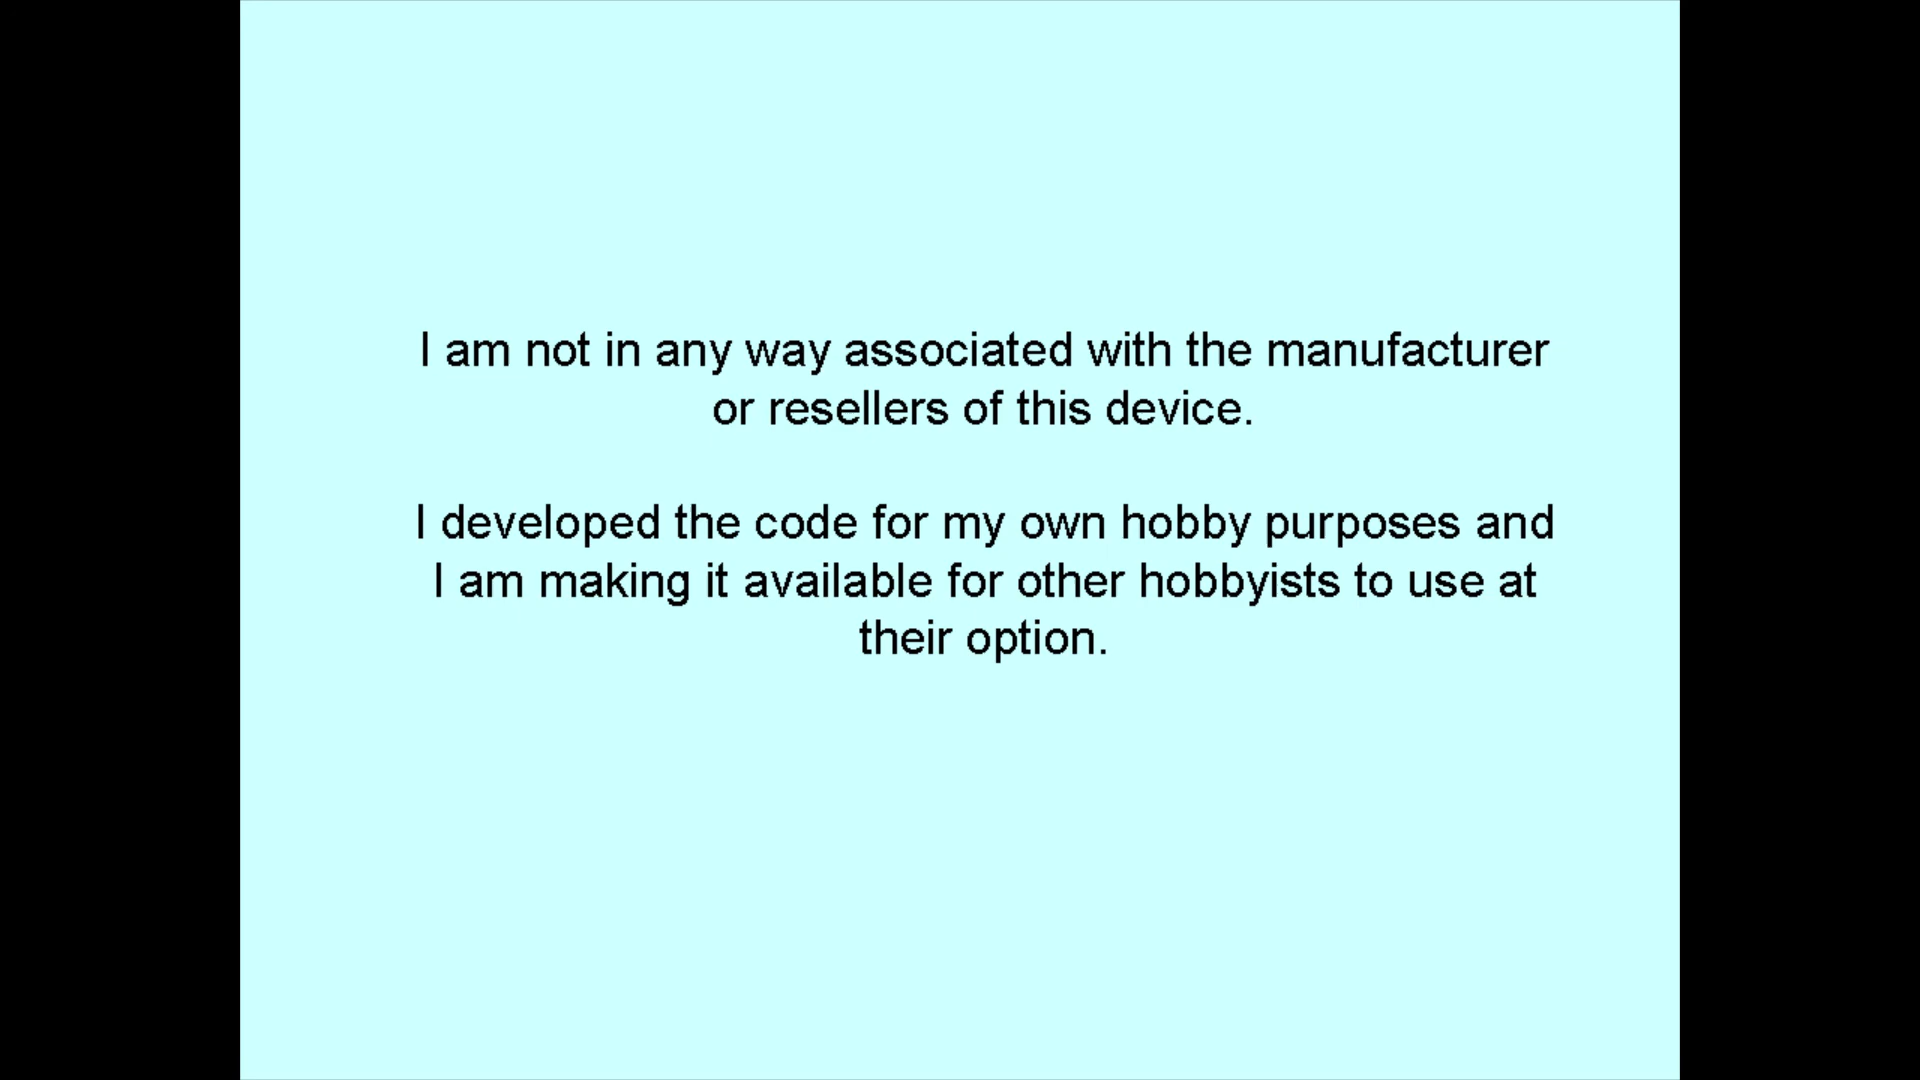 I am not in any way associated with the manufacturer
or resellers of this device.
I developed the code for my own hobby purposes and
I am making it available for other hobbyists to use at
their option.